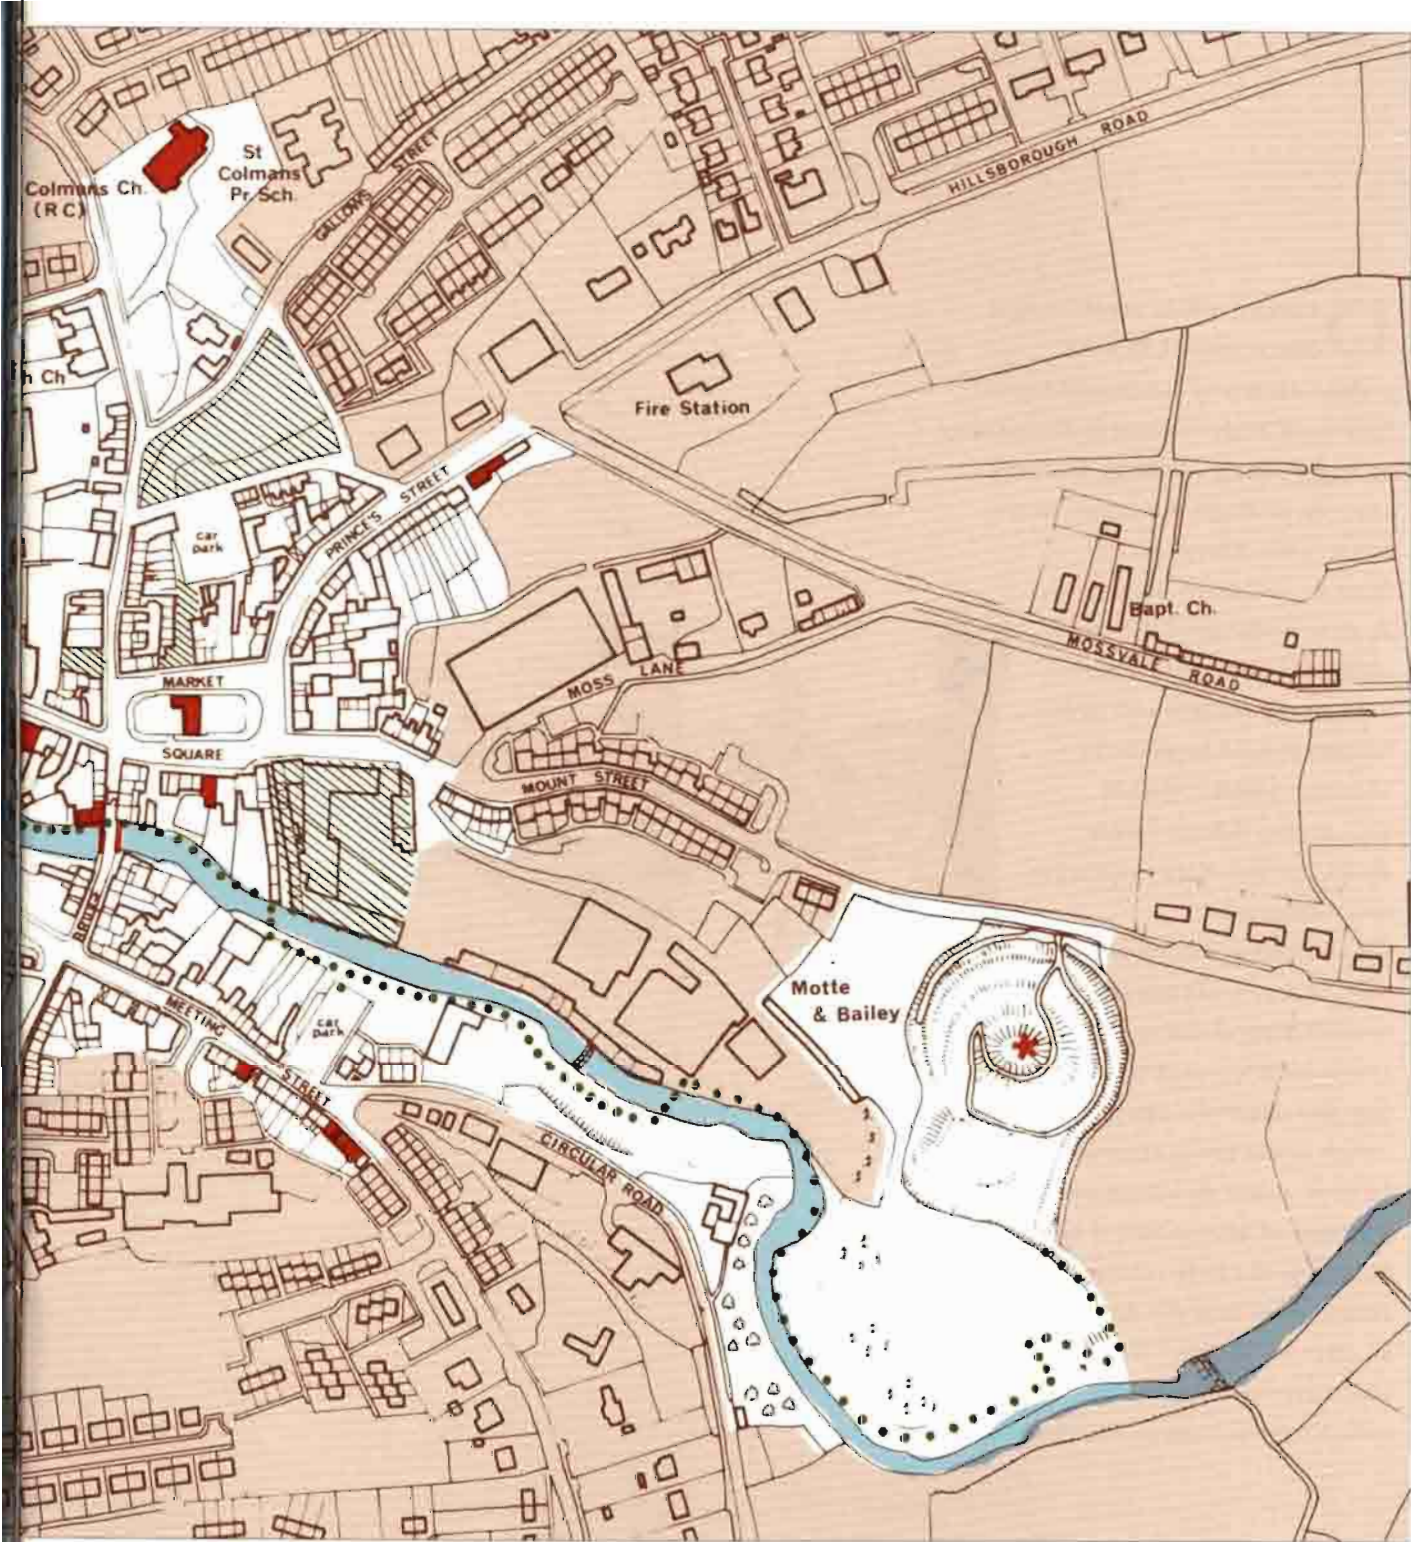 St
Colmans
Pr. Sch.
Colmans Ch.
(RC)
GALLOWS STREET
HILLSBOROUGH ROAD
h Ch
Fire Station
PRINCE'S STREET
car
park
Bapt. Ch.
MOSSVALE ROAD
MOSS LANE
MARKET
SQUARE
MOUNT STREET
Motte
& Bailey
MEETING STREET
car
park
CIRCULAR ROAD